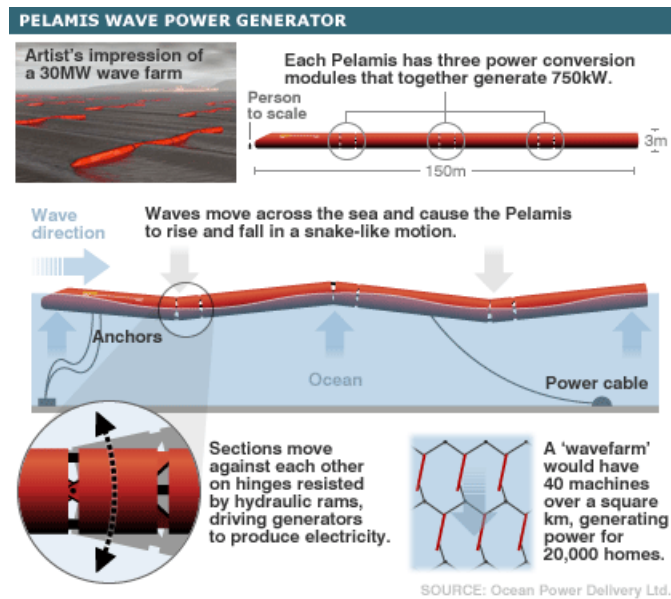 PELAMIS WAVE POWER GENERATOR
Artist's impression of
a 30MW wave farm
Each Pelamis has three power conversion
modules that together generate 750kW.
Person
to scale
3m
150m
Wave
direction
Waves move across the sea and cause the Pelamis
to rise and fall in a snake-like motion.
Anchors
Ocean
Power cable
Sections move
against each other
on hinges resisted
by hydraulic rams,
driving generators
to produce electricity.
A 'wavefarm'
would have
40 machines
over a square
km, generating
power for
20,000 homes.
SOURCE: Ocean Power Delivery Ltd.